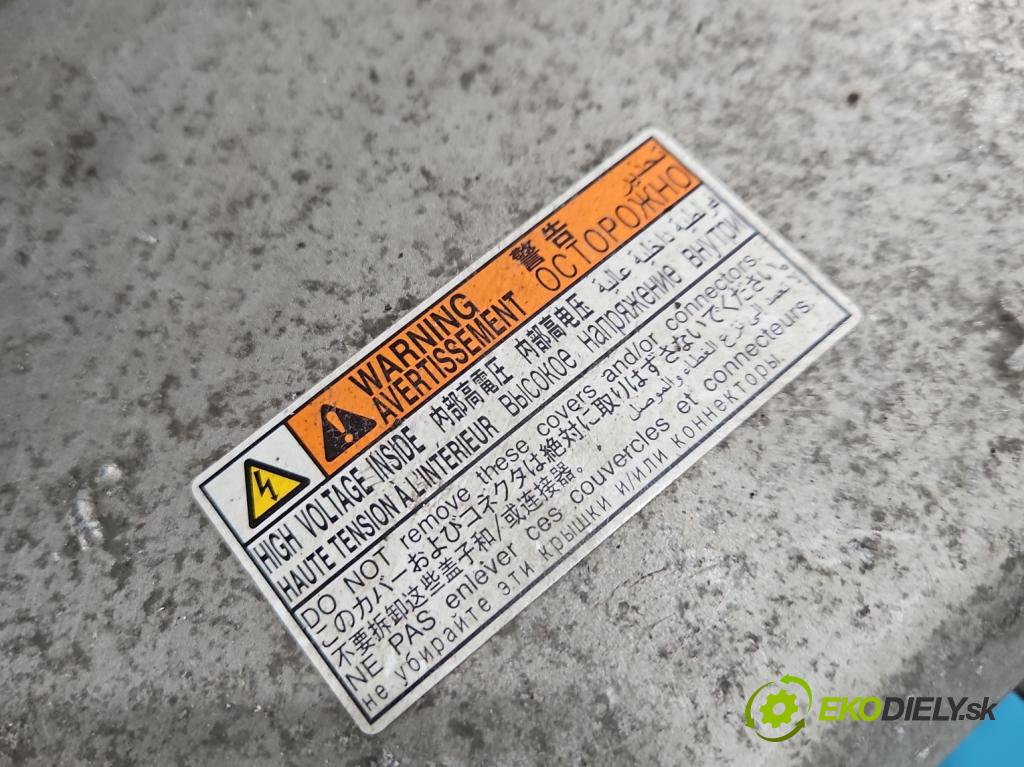 WARNING 警告 تحذير
AVERTISSEMENT ОСТОРОЖНО
HIGH VOLTAGE INSIDE 内部高電圧 内部高电压 داخلة عالية
HAUTE TENSION A L'INTERIEUR Высокое напряжение внутри
DO NOT remove these covers and/or connectors.
このカバーおよびコネクタは絶対に取りはずさないでください。
不要拆卸这些盖子和/或连接器。
NE PAS enlever ces couvercles et connecteurs
не убирайте эти крышки и/или коннекторы.
EKODIELY.sk